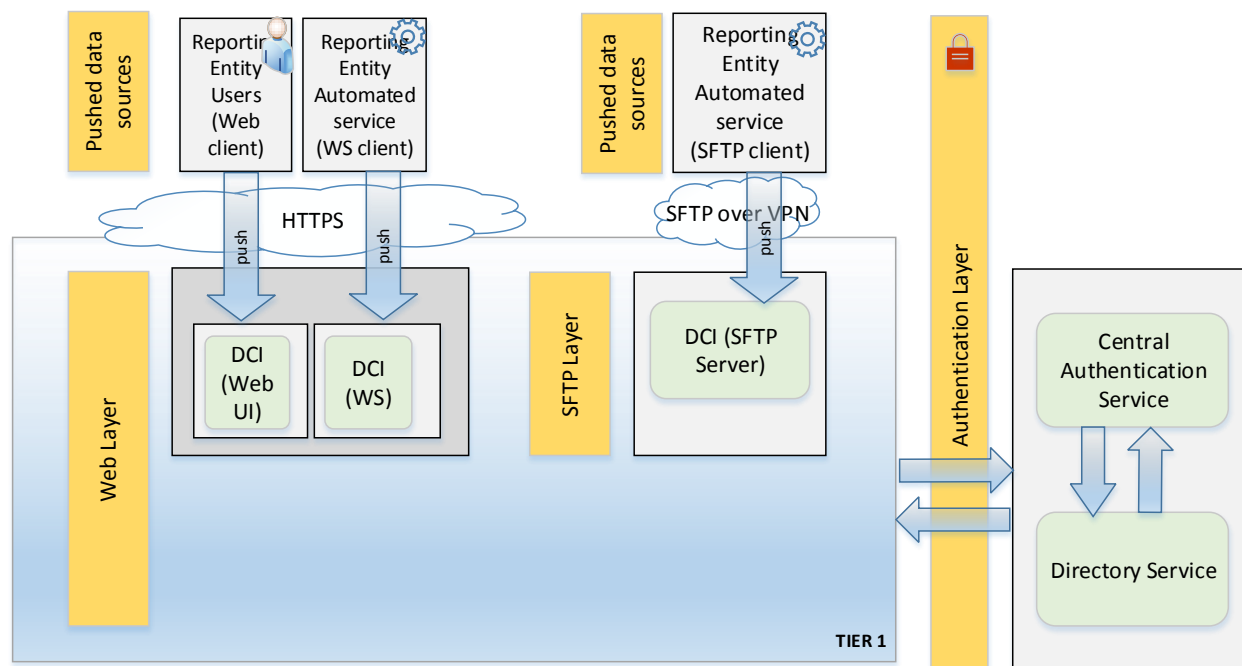 Pushed data
sources
Reporting
Entity
Users
(Web
client)
Reporting
Entity
Automated
service
(WS client)
Pushed data
sources
Reporting
Entity
Automated
service
(SFTP client)
HTTPS
SFTP over VPN
push
push
push
Web Layer
DCI
(Web
UI)
DCI
(WS)
SFTP Layer
DCI (SFTP
Server)
Authentication Layer
Central
Authentication
Service
Directory Service
TIER 1